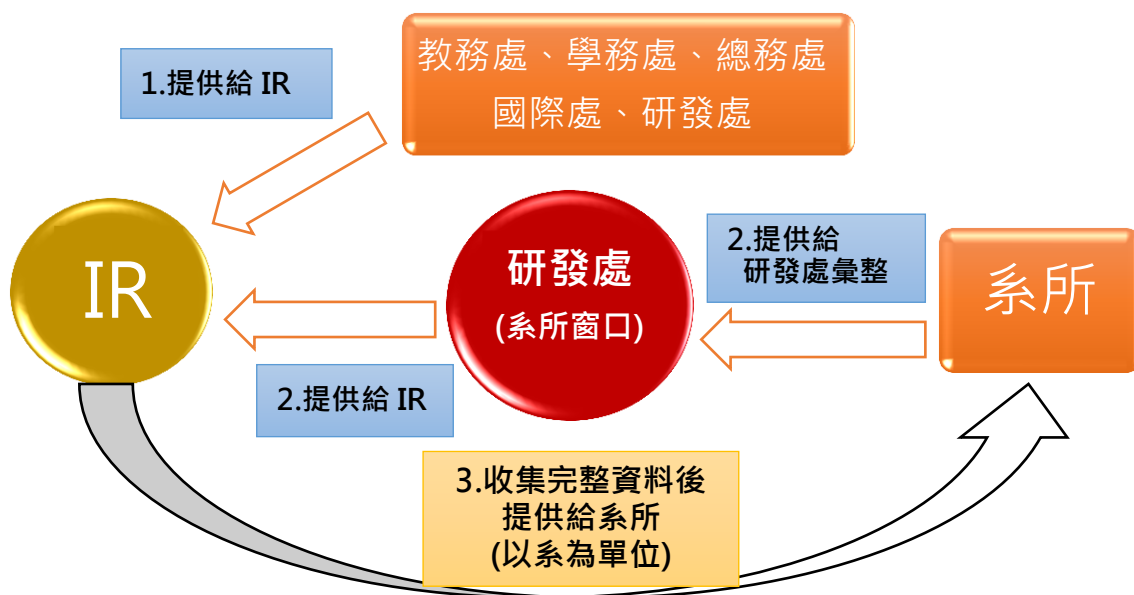 1.提供給 IR
教務處、學務處、總務處
國際處、研發處
IR
研發處
(系所窗口)
2.提供給
研發處彙整
系所
2.提供給 IR
3.收集完整資料後
提供給系所
(以系為單位)